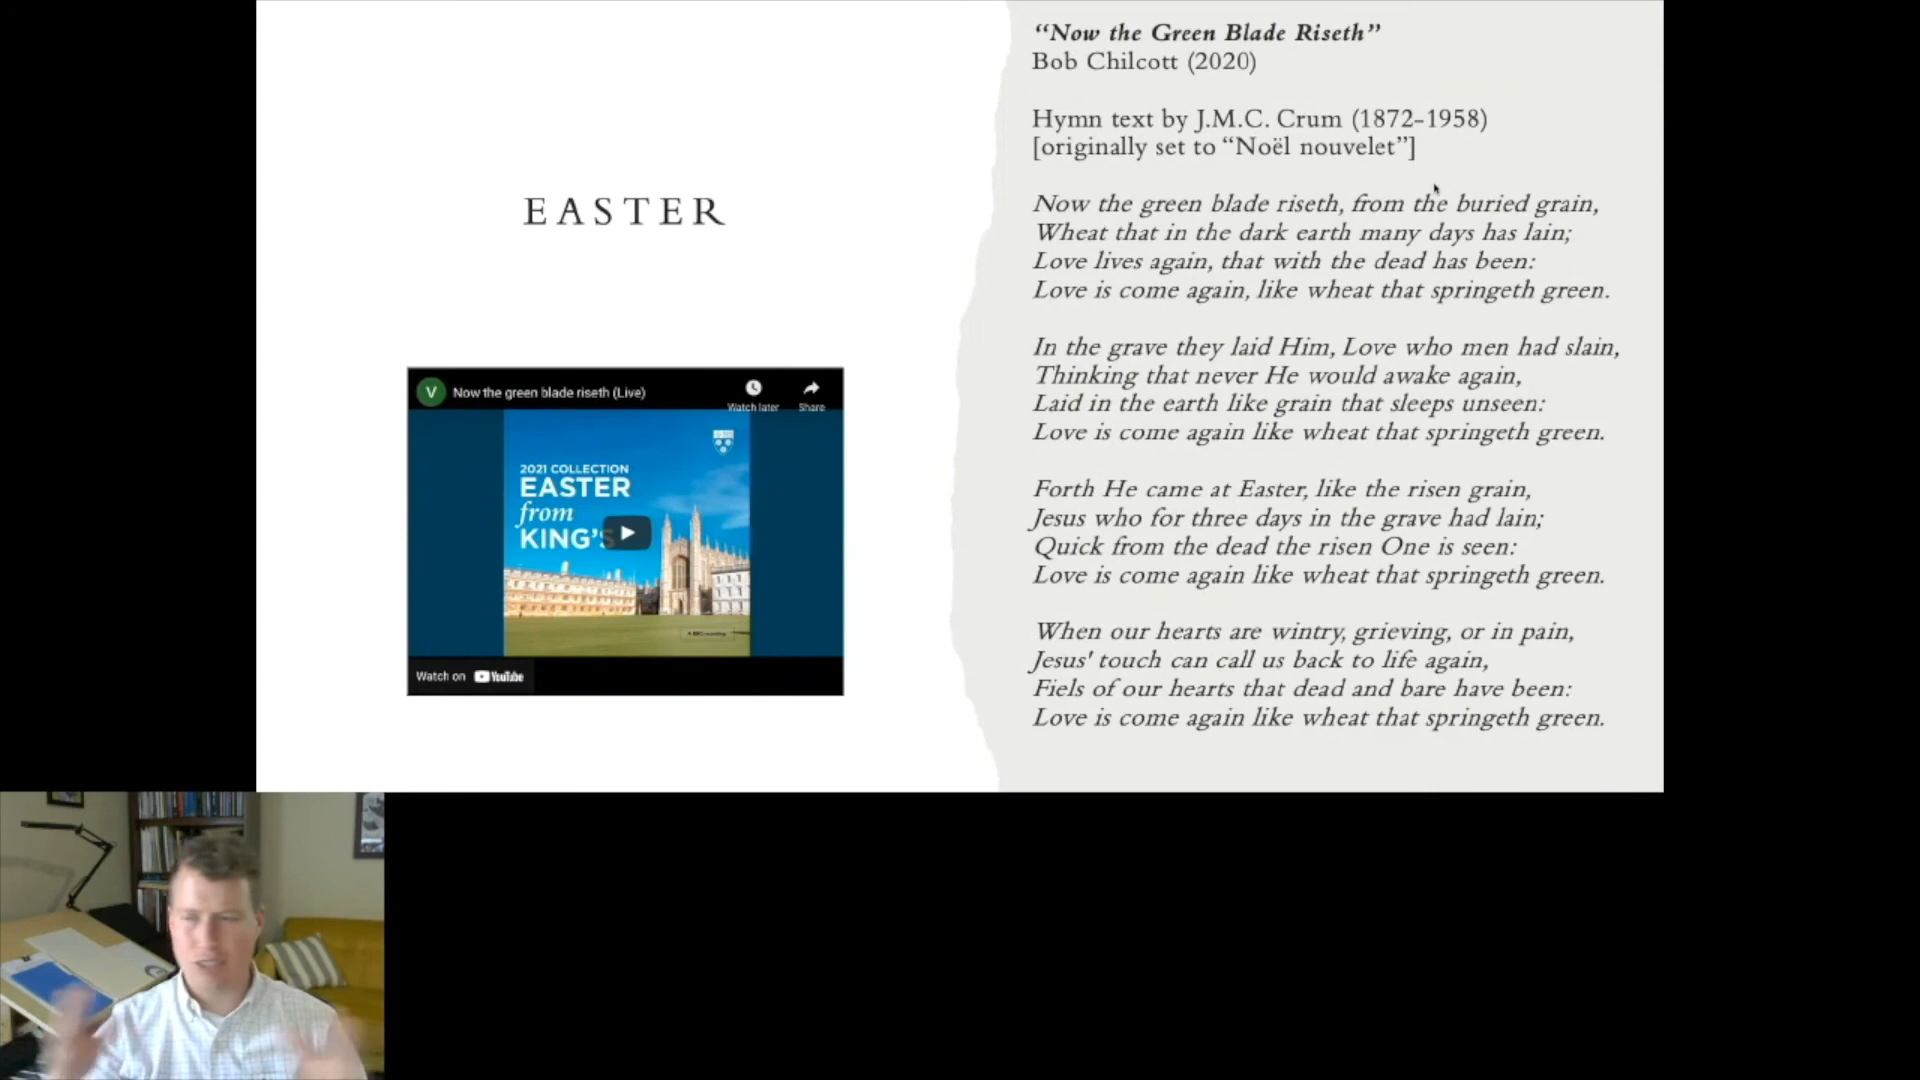 EASTER
V Now the green blade riseth (Live)
Watch later
Share
2021 COLLECTION
EASTER
from
KING'S
Watch on YouTube
“Now the Green Blade Riseth”
Bob Chilcott (2020)
Hymn text by J.M.C. Crum (1872-1958)
[originally set to “Noël nouvelet”]
Now the green blade riseth, from the buried grain,
Wheat that in the dark earth many days has lain;
Love lives again, that with the dead has been:
Love is come again, like wheat that springeth green.
In the grave they laid Him, Love who men had slain,
Thinking that never He would awake again,
Laid in the earth like grain that sleeps unseen:
Love is come again like wheat that springeth green.
Forth He came at Easter, like the risen grain,
Jesus who for three days in the grave had lain;
Quick from the dead the risen One is seen:
Love is come again like wheat that springeth green.
When our hearts are wintry, grieving, or in pain,
Jesus' touch can call us back to life again,
Fiels of our hearts that dead and bare have been:
Love is come again like wheat that springeth green.